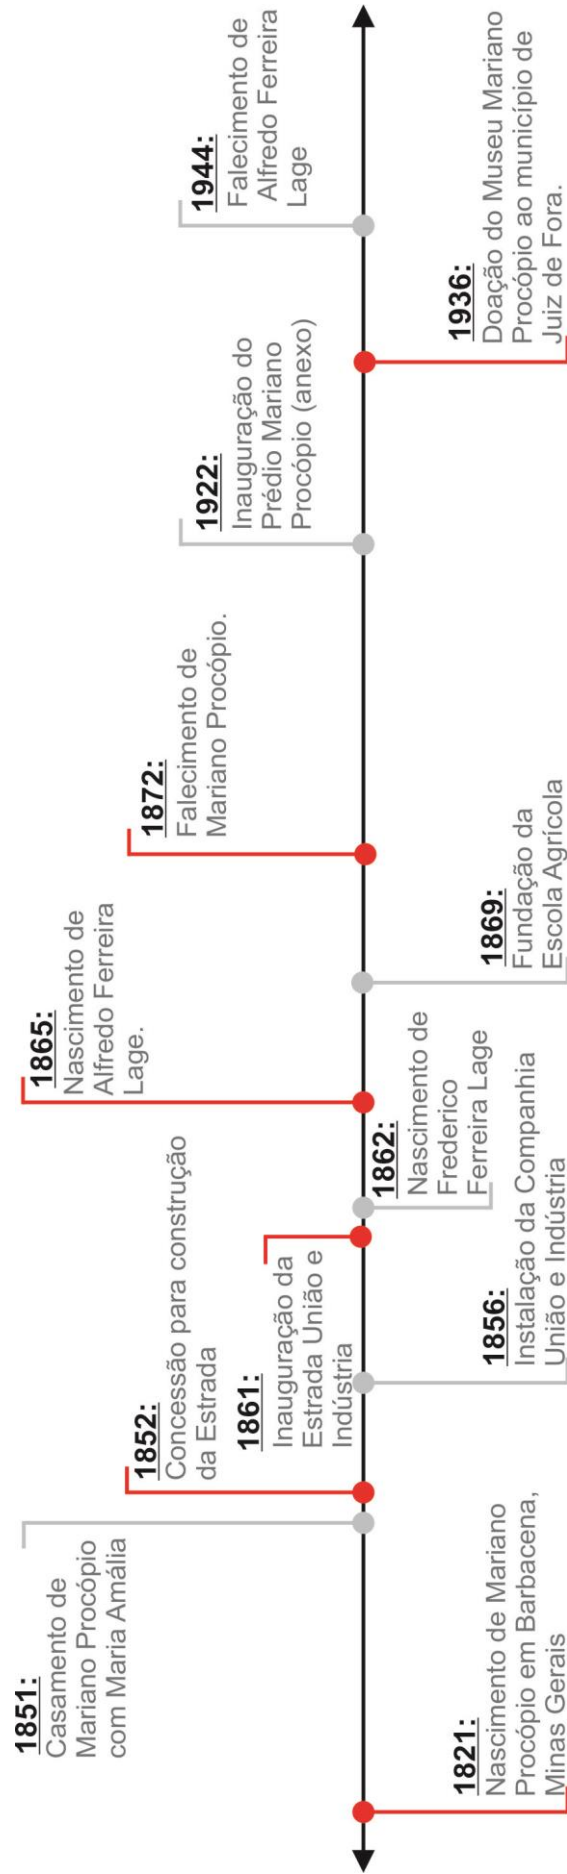 1851:
Casamento de
Mariano Procópio
com Maria Amália
1821:
Nascimento de Mariano
Procópio em Barbacena,
Minas Gerais
1852:
Concessão para construção
da Estrada
1861:
Inauguração da
Estrada União e
Indústria
1856:
Instalação da Companhia
União e Indústria
1862:
Nascimento de
Frederico
Ferreira Lage
1865:
Nascimento de
Alfredo Ferreira
Lage.
1869:
Fundação da
Escola Agrícola
1872:
Falecimento de
Mariano Procópio.
1922:
Inauguração do
Prédio Mariano
Procópio (anexo)
1936:
Doação do Museu Mariano
Procópio ao município de
Juiz de Fora.
1944:
Falecimento de
Alfredo Ferreira
Lage